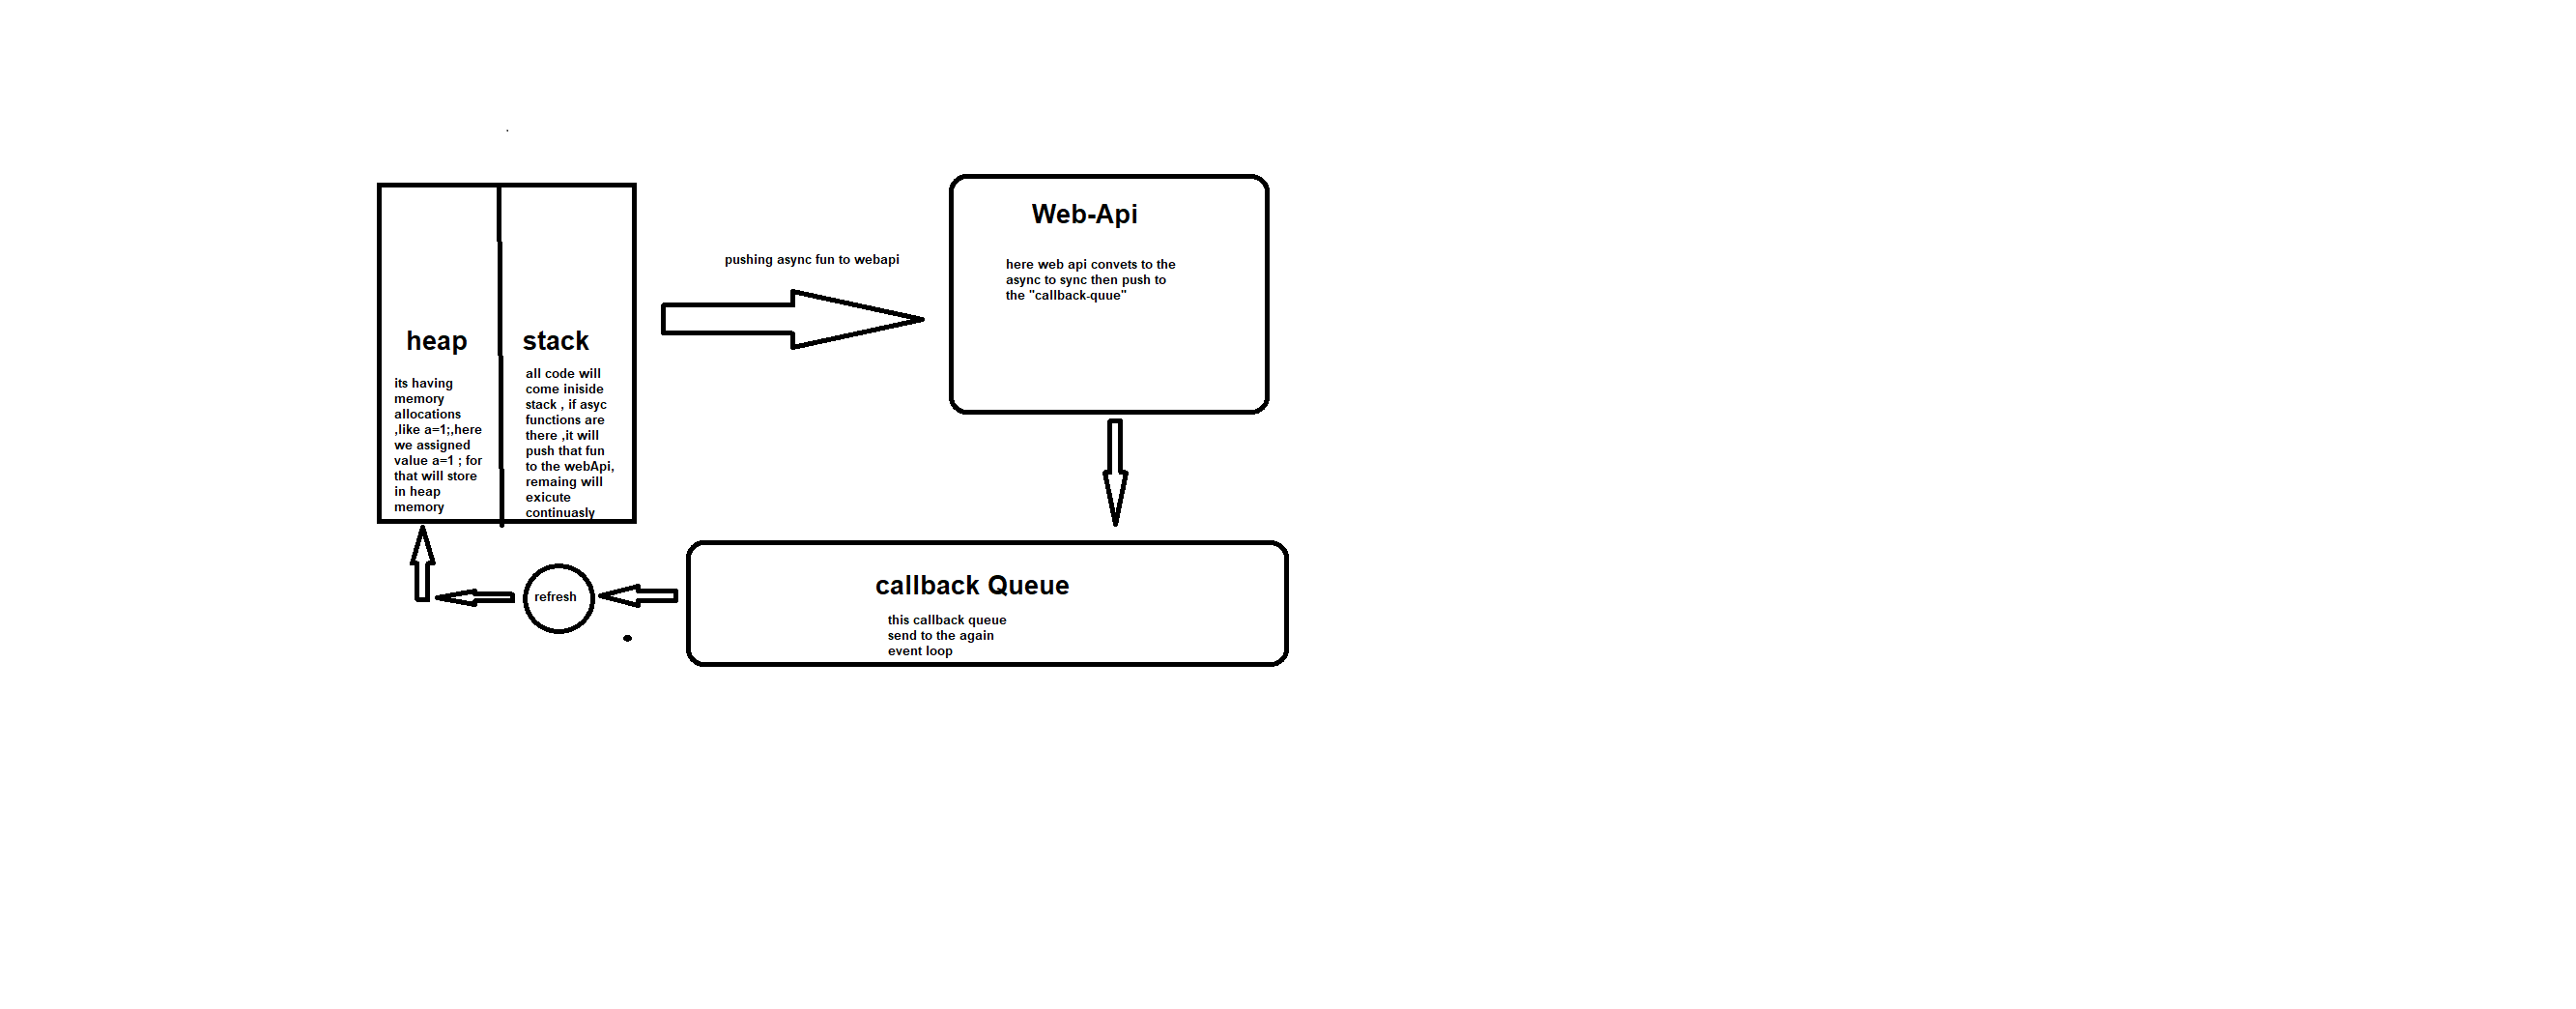 heap
its having
memory
allocations
,like a=1;,here
we assigned
value a=1 ; for
that will store
in heap
memory
stack
all code will
come iniside
stack , if asyc
functions are
there ,it will
push that fun
to the webApi,
remaing will
exicute
continuasly
pushing async fun to webapi
Web-Api
here web api convets to the
async to sync then push to
the "callback-quue"
callback Queue
this callback queue
send to the again
event loop
refresh